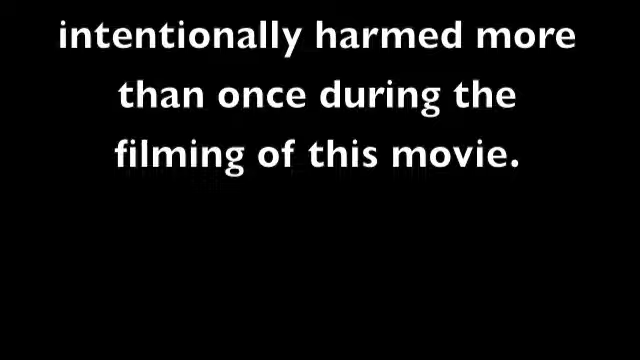 intentionally harmed more
than once during the
filming of this movie.